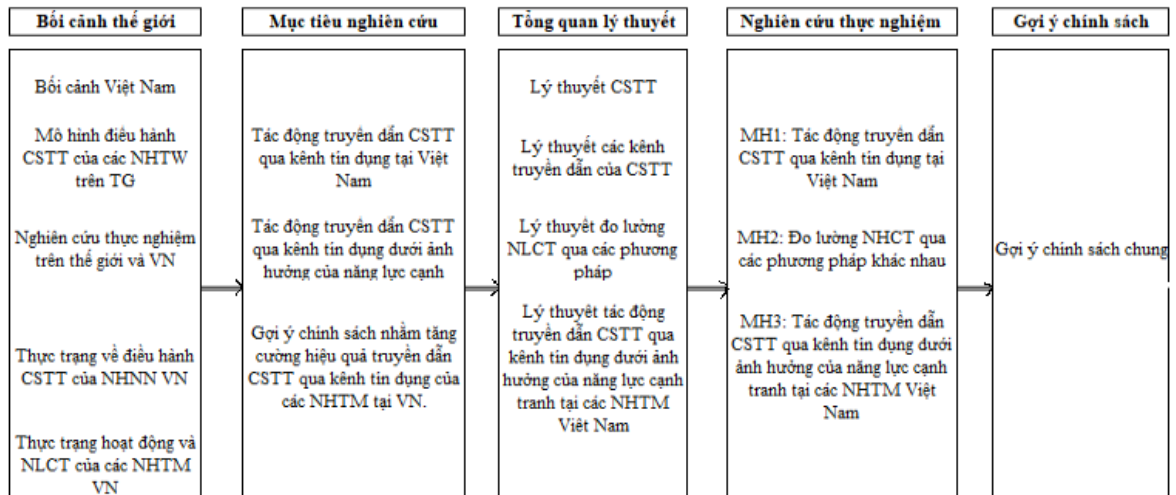 Bối cảnh thế giới
Mục tiêu nghiên cứu
Tổng quan lý thuyết
Nghiên cứu thực nghiệm
Gợi ý chính sách
Bối cảnh Việt Nam
Mô hình điều hành
CSTT của các NHTW
trên TG
Nghiên cứu thực nghiệm
trên thế giới và VN
Thực trạng về điều hành
CSTT của NHNN VN
Thực trạng hoạt động và
NLCT của các NHTM
VN
Tác động truyền dẫn CSTT
qua kênh tín dụng tại Việt
Nam
Tác động truyền dẫn CSTT
qua kênh tín dụng dưới ảnh
hưởng của năng lực cạnh
Gợi ý chính sách nhằm tăng
cường hiệu quả truyền dẫn
CSTT qua kênh tín dụng của
các NHTM tại VN.
Lý thuyết CSTT
Lý thuyết các kênh
truyền dẫn của CSTT
Lý thuyết đo lường
NLCT qua các phương
pháp
Lý thuyết tác động
truyền dẫn CSTT qua
kênh tín dụng dưới ảnh
hưởng của năng lực cạnh
tranh tại các NHTM
Viêt Nam
MH1: Tác động truyền dẫn
CSTT qua kênh tín dụng tại
Việt Nam
MH2: Đo lường NHCT qua
các phương pháp khác nhau
MH3: Tác động truyền dẫn
CSTT qua kênh tín dụng dưới
ảnh hưởng của năng lực cạnh
tranh tại các NHTM Việt
Nam
Gợi ý chính sách chung